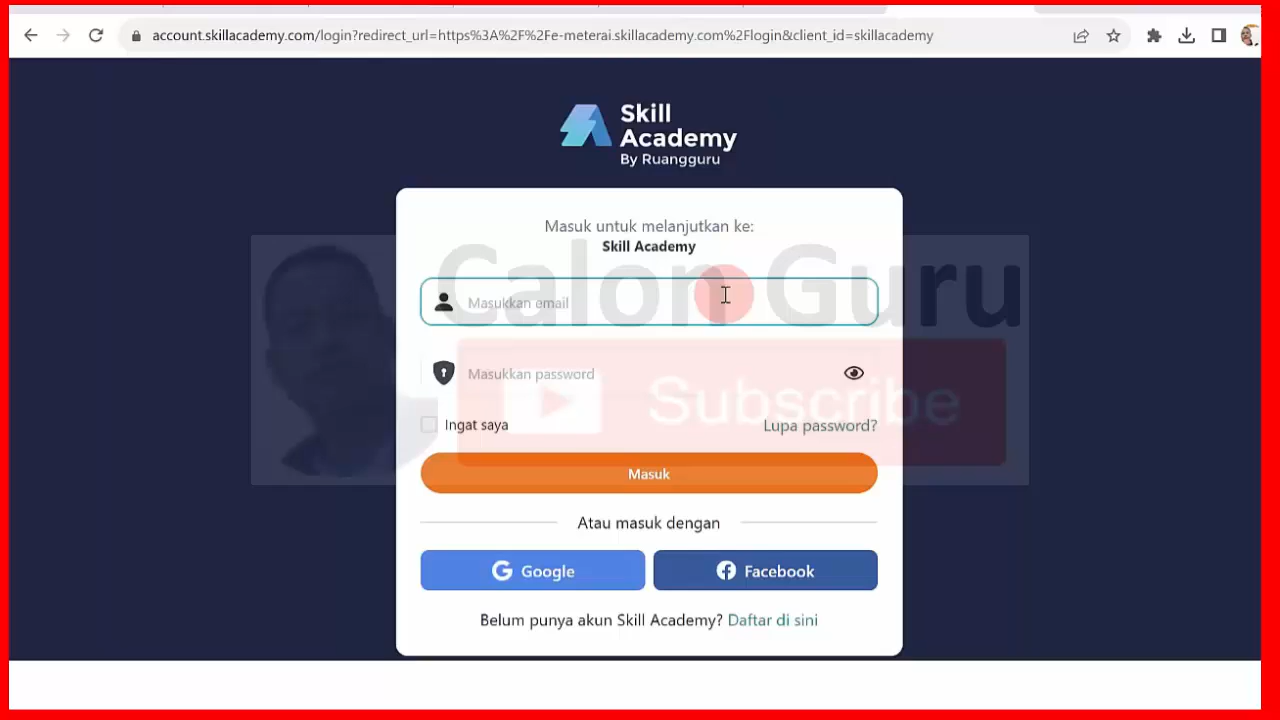 account.skillacademy.com/login?redirect_url=https%3A%2F%2Fe-meterai.skillacademy.com%2Flogin&client_id=skillacademy
Skill
Academy
By Ruangguru
Masuk untuk melanjutkan ke:
Skill Academy
Calon Guru
Masukkan email
Masukkan password
Subscribe
Ingat saya
Lupa password?
Masuk
Atau masuk dengan
Google
Facebook
Belum punya akun Skill Academy? Daftar di sini